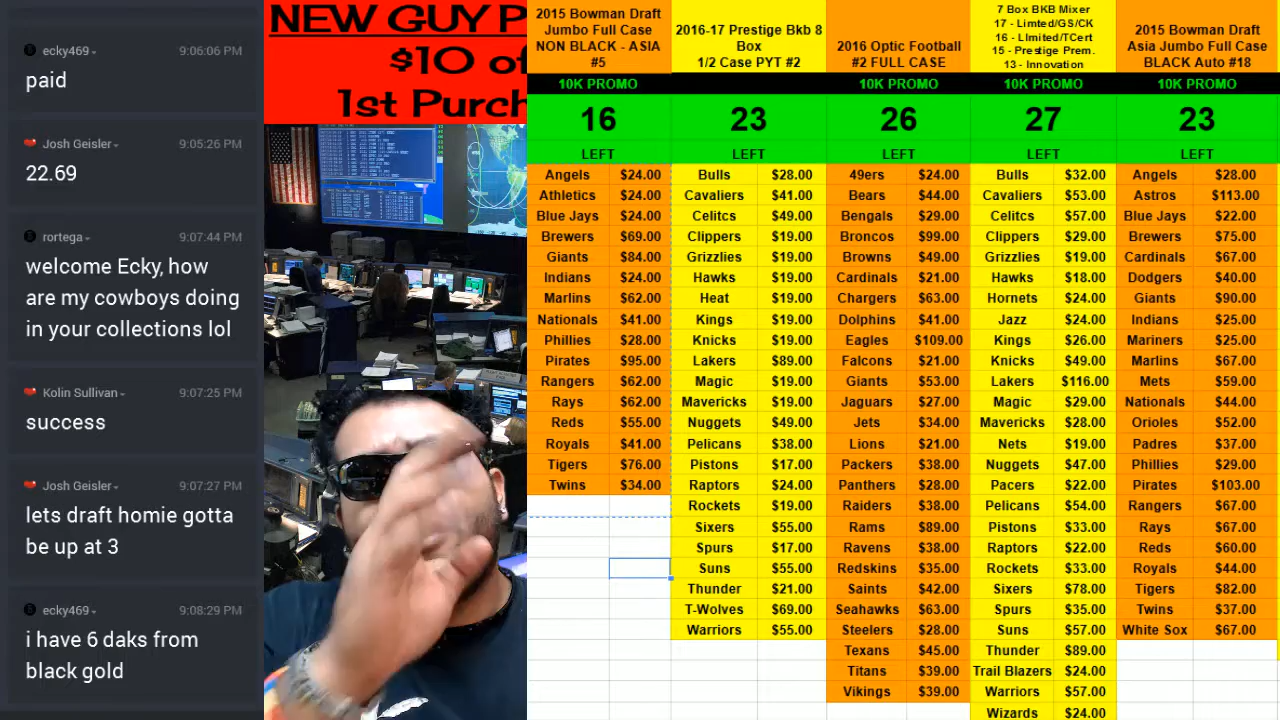 ecky469 9:06:06 PM
paid
Josh Geisler 9:05:26 PM
22.69
rortega 9:07:44 PM
welcome Ecky, how
are my cowboys doing
in your collections lol
Kolin Sullivan 9:07:25 PM
success
Josh Geisler 9:07:27 PM
lets draft homie gotta
be up at 3
ecky469 9:08:29 PM
i have 6 daks from
black gold
NEW GUY P
$10 of
1st Purch
2015 Bowman Draft
Jumbo Full Case
NON BLACK - ASIA
#5
10K PROMO
16
LEFT
Angels $24.00
Athletics $24.00
Blue Jays $24.00
Brewers $69.00
Giants $84.00
Indians $24.00
Marlins $62.00
Nationals $41.00
Phillies $28.00
Pirates $95.00
Rangers $62.00
Rays $62.00
Reds $55.00
Royals $41.00
Tigers $76.00
Twins $34.00
2016-17 Prestige Bkb 8
Box
1/2 Case PYT #2
23
LEFT
Bulls $28.00
Cavaliers $41.00
Celitcs $49.00
Clippers $19.00
Grizzlies $19.00
Hawks $19.00
Heat $19.00
Kings $19.00
Knicks $19.00
Lakers $89.00
Magic $19.00
Mavericks $19.00
Nuggets $49.00
Pelicans $38.00
Pistons $17.00
Raptors $24.00
Rockets $19.00
Sixers $55.00
Spurs $17.00
Suns $55.00
Thunder $21.00
T-Wolves $69.00
Warriors $55.00
2016 Optic Football
#2 FULL CASE
10K PROMO
26
LEFT
49ers $24.00
Bears $44.00
Bengals $29.00
Broncos $99.00
Browns $49.00
Cardinals $21.00
Chargers $63.00
Dolphins $41.00
Eagles $109.00
Falcons $21.00
Giants $53.00
Jaguars $27.00
Jets $34.00
Lions $21.00
Packers $38.00
Panthers $28.00
Raiders $38.00
Rams $89.00
Ravens $38.00
Redskins $35.00
Saints $42.00
Seahawks $63.00
Steelers $28.00
Texans $45.00
Titans $39.00
Vikings $39.00
7 Box BKB Mixer
17 - Limted/GS/CK
16 - LImited/TCert
15 - Prestige Prem.
13 - Innovation
10K PROMO
27
LEFT
Bulls $32.00
Cavaliers $53.00
Celitcs $57.00
Clippers $29.00
Grizzlies $19.00
Hawks $18.00
Hornets $24.00
Jazz $24.00
Kings $26.00
Knicks $49.00
Lakers $116.00
Magic $29.00
Mavericks $28.00
Nets $19.00
Nuggets $47.00
Pacers $22.00
Pelicans $54.00
Pistons $33.00
Raptors $22.00
Rockets $33.00
Sixers $78.00
Spurs $35.00
Suns $57.00
Thunder $89.00
Trail Blazers $24.00
Warriors $57.00
Wizards $24.00
2015 Bowman Draft
Asia Jumbo Full Case
BLACK Auto #18
10K PROMO
23
LEFT
Angels $28.00
Astros $113.00
Blue Jays $22.00
Brewers $75.00
Cardinals $67.00
Dodgers $40.00
Giants $90.00
Indians $25.00
Mariners $25.00
Marlins $67.00
Mets $59.00
Nationals $44.00
Orioles $52.00
Padres $37.00
Phillies $29.00
Pirates $103.00
Rangers $67.00
Rays $67.00
Reds $60.00
Royals $44.00
Tigers $82.00
Twins $37.00
White Sox $67.00